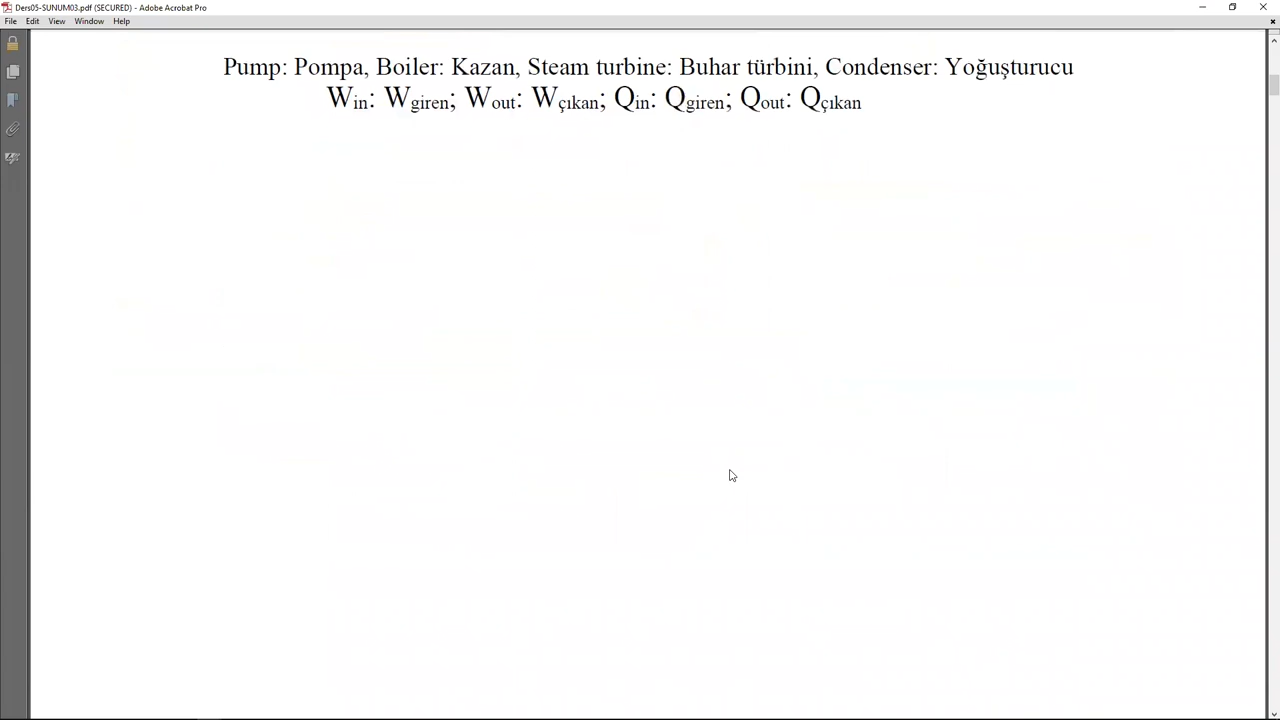 Ders05-SUNUM03.pdf (SECURED) - Adobe Acrobat Pro
File Edit View Window Help
Pump: Pompa, Boiler: Kazan, Steam turbine: Buhar türbini, Condenser: Yoğuşturucu
Win: Wgiren; Wout: Wçıkan; Qin: Qgiren; Qout: Qçıkan